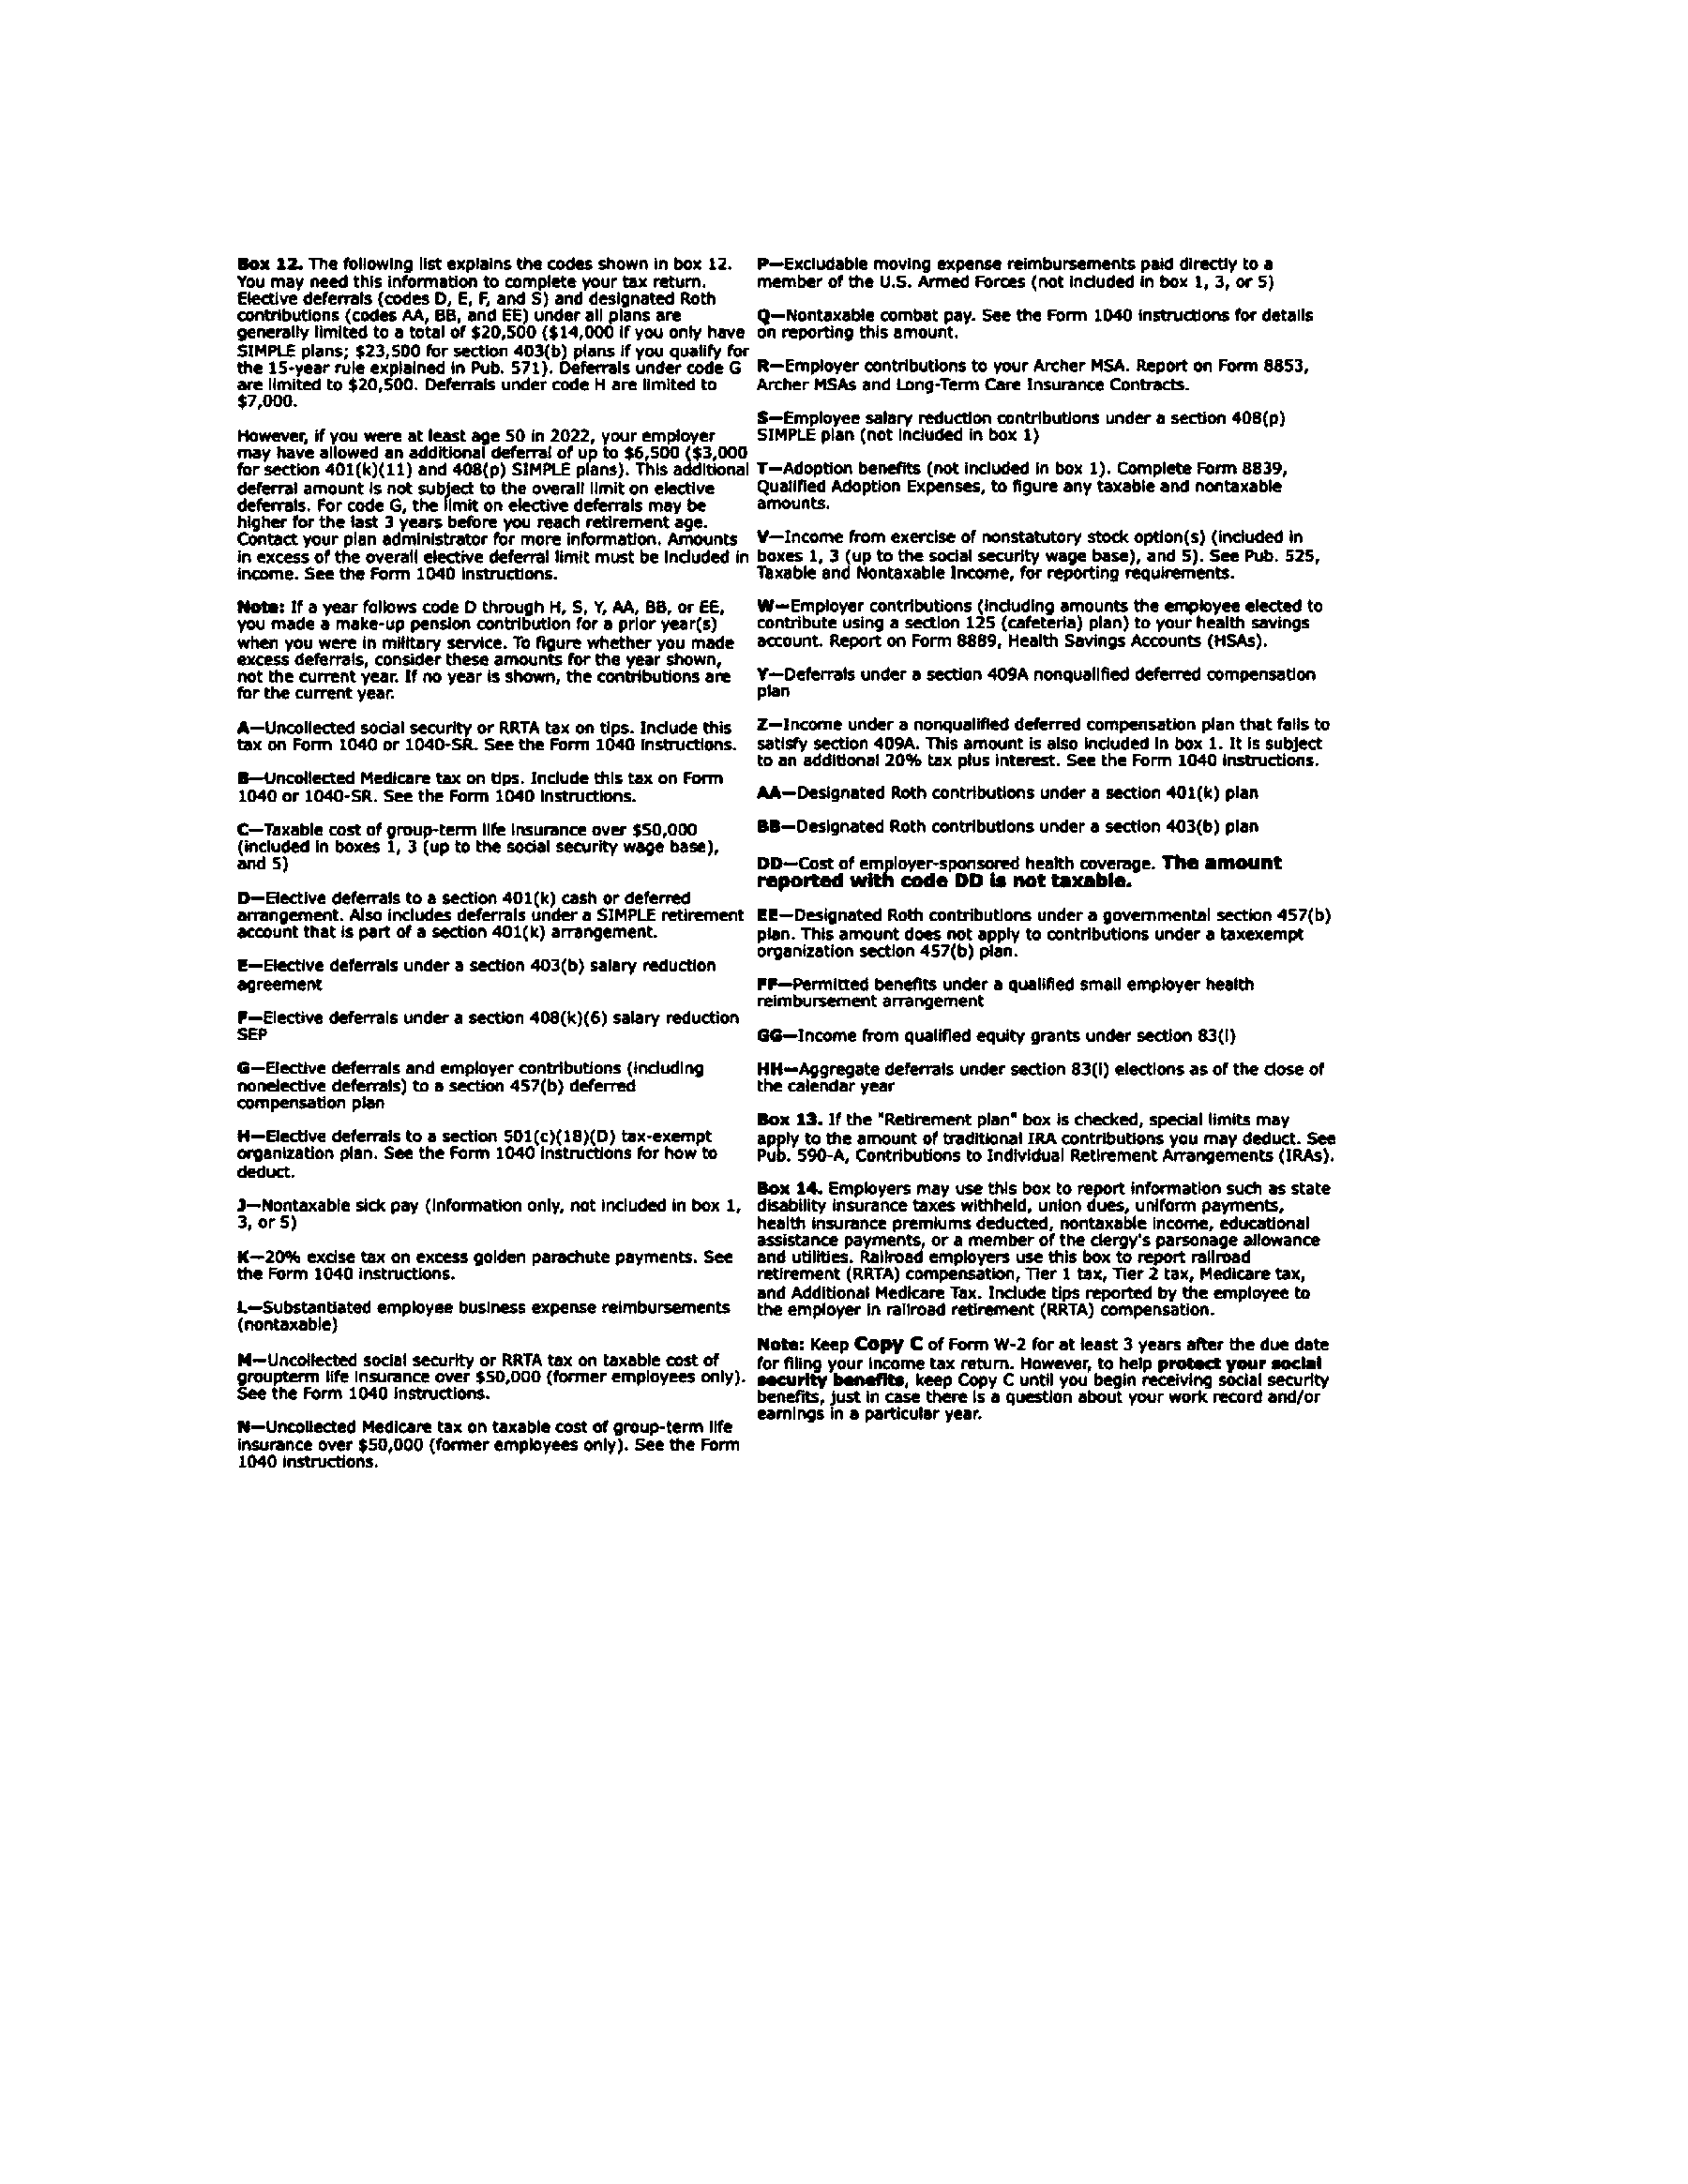 Box 12. The following list explains the codes shown in box 12.
You may need this information to complete your tax return.
Elective deferrals (codes D, E, F, and S) and designated Roth
contributions (codes AA, BB, and EE) under all plans are
generally limited to a total of $20,500 ($14,000 if you only have
SIMPLE plans; $23,500 for section 403(b) plans if you qualify for
the 15-year rule explained in Pub. 571). Deferrals under code G
are limited to $20,500. Deferrals under code H are limited to
$7,000.
However, if you were at least age 50 in 2022, your employer
may have allowed an additional deferral of up to $6,500 ($3,000
for section 401(k)(11) and 408(p) SIMPLE plans). This additional
deferral amount is not subject to the overall limit on elective
deferrals. For code G, the limit on elective deferrals may be
higher for the last 3 years before you reach retirement age.
Contact your plan administrator for more information. Amounts
in excess of the overall elective deferral limit must be included in
income. See the Form 1040 instructions.
Note: If a year follows code D through H, S, Y, AA, BB, or EE,
you made a make-up pension contribution for a prior year(s)
when you were in military service. To figure whether you made
excess deferrals, consider these amounts for the year shown,
not the current year. If no year is shown, the contributions are
for the current year.
A—Uncollected social security or RRTA tax on tips. Include this
tax on Form 1040 or 1040-SR. See the Form 1040 instructions.
B—Uncollected Medicare tax on tips. Include this tax on Form
1040 or 1040-SR. See the Form 1040 instructions.
C—Taxable cost of group-term life insurance over $50,000
(included in boxes 1, 3 (up to the social security wage base),
and 5)
D—Elective deferrals to a section 401(k) cash or deferred
arrangement. Also includes deferrals under a SIMPLE retirement
account that is part of a section 401(k) arrangement.
E—Elective deferrals under a section 403(b) salary reduction
agreement
F—Elective deferrals under a section 408(k)(6) salary reduction
SEP
G—Elective deferrals and employer contributions (including
nonelective deferrals) to a section 457(b) deferred
compensation plan
H—Elective deferrals to a section 501(c)(18)(D) tax-exempt
organization plan. See the Form 1040 instructions for how to
deduct.
J—Nontaxable sick pay (information only, not included in box 1,
3, or 5)
K—20% excise tax on excess golden parachute payments. See
the Form 1040 instructions.
L—Substantiated employee business expense reimbursements
(nontaxable)
M—Uncollected social security or RRTA tax on taxable cost of
groupterm life insurance over $50,000 (former employees only).
See the Form 1040 instructions.
N—Uncollected Medicare tax on taxable cost of group-term life
insurance over $50,000 (former employees only). See the Form
1040 instructions.
P—Excludable moving expense reimbursements paid directly to a
member of the U.S. Armed Forces (not included in box 1, 3, or 5)
Q—Nontaxable combat pay. See the Form 1040 instructions for details
on reporting this amount.
R—Employer contributions to your Archer MSA. Report on Form 8853,
Archer MSAs and Long-Term Care Insurance Contracts.
S—Employee salary reduction contributions under a section 408(p)
SIMPLE plan (not included in box 1)
T—Adoption benefits (not included in box 1). Complete Form 8839,
Qualified Adoption Expenses, to figure any taxable and nontaxable
amounts.
V—Income from exercise of nonstatutory stock option(s) (included in
boxes 1, 3 (up to the social security wage base), and 5). See Pub. 525,
Taxable and Nontaxable Income, for reporting requirements.
W—Employer contributions (including amounts the employee elected to
contribute using a section 125 (cafeteria) plan) to your health savings
account. Report on Form 8889, Health Savings Accounts (HSAs).
Y—Deferrals under a section 409A nonqualified deferred compensation
plan
Z—Income under a nonqualified deferred compensation plan that fails to
satisfy section 409A. This amount is also included in box 1. It is subject
to an additional 20% tax plus interest. See the Form 1040 instructions.
AA—Designated Roth contributions under a section 401(k) plan
BB—Designated Roth contributions under a section 403(b) plan
DD—Cost of employer-sponsored health coverage. The amount
reported with code DD is not taxable.
EE—Designated Roth contributions under a governmental section 457(b)
plan. This amount does not apply to contributions under a taxexempt
organization section 457(b) plan.
FF—Permitted benefits under a qualified small employer health
reimbursement arrangement
GG—Income from qualified equity grants under section 83(i)
HH—Aggregate deferrals under section 83(i) elections as of the close of
the calendar year
Box 13. If the "Retirement plan" box is checked, special limits may
apply to the amount of traditional IRA contributions you may deduct. See
Pub. 590-A, Contributions to Individual Retirement Arrangements (IRAs).
Box 14. Employers may use this box to report information such as state
disability insurance taxes withheld, union dues, uniform payments,
health insurance premiums deducted, nontaxable income, educational
assistance payments, or a member of the clergy's parsonage allowance
and utilities. Railroad employers use this box to report railroad
retirement (RRTA) compensation, Tier 1 tax, Tier 2 tax, Medicare tax,
and Additional Medicare Tax. Include tips reported by the employee to
the employer in railroad retirement (RRTA) compensation.
Note: Keep Copy C of Form W-2 for at least 3 years after the due date
for filing your income tax return. However, to help protect your social
security benefits, keep Copy C until you begin receiving social security
benefits, just in case there is a question about your work record and/or
earnings in a particular year.